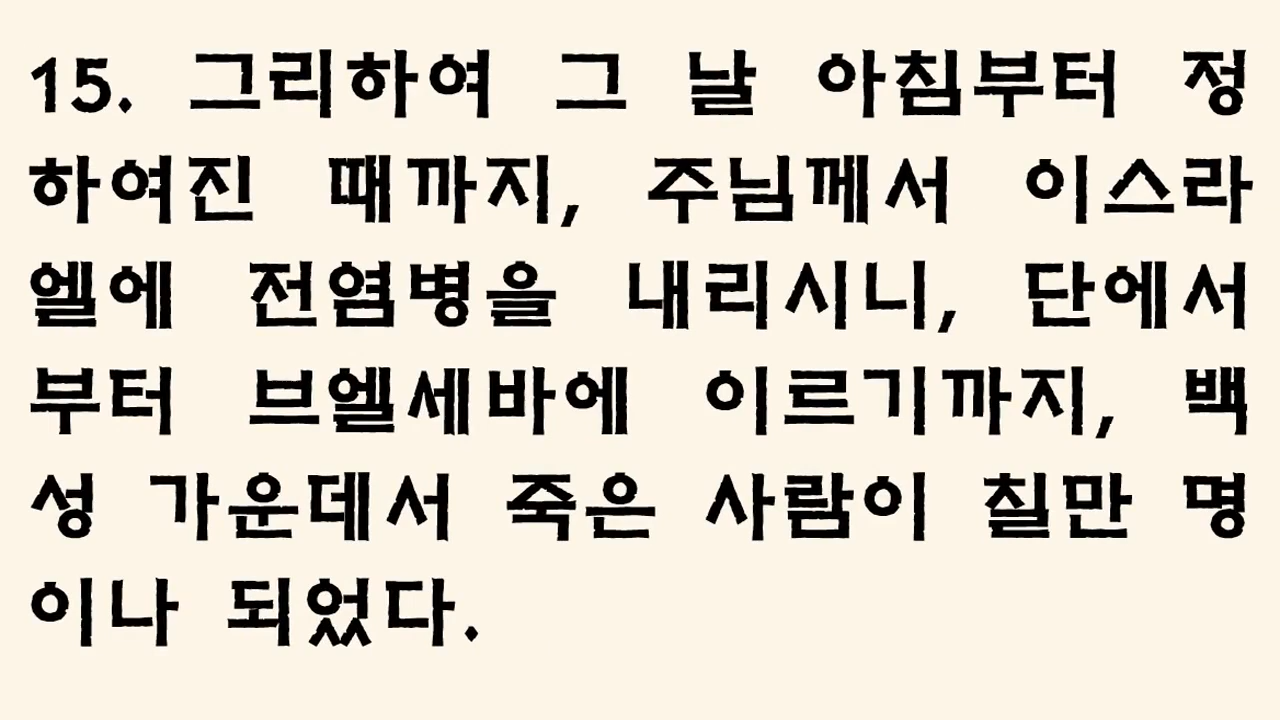 15. 그리하여 그 날 아침부터 정
하여진 때까지, 주님께서 이스라
엘에 전염병을 내리시니, 단에서
부터 브엘세바에 이르기까지, 백
성 가운데서 죽은 사람이 칠만 명
이나 되었다.